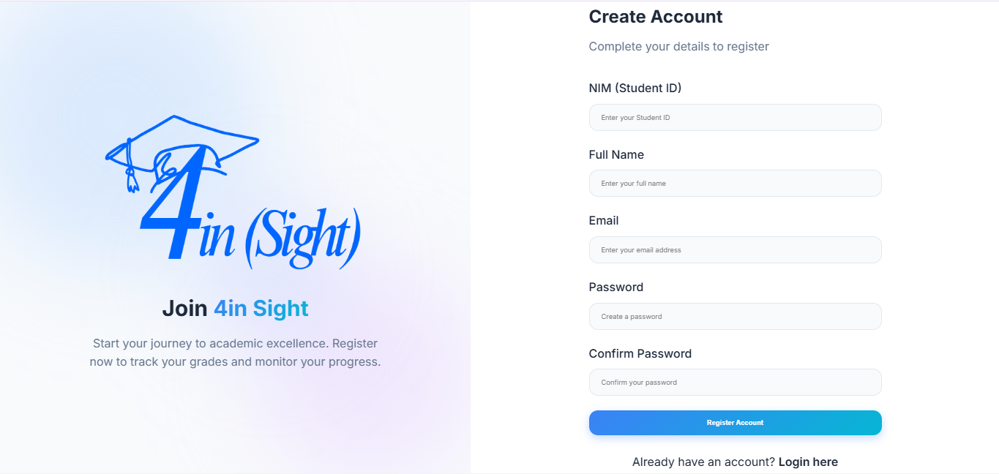 4in (Sight)
Join 4in Sight
Start your journey to academic excellence. Register
now to track your grades and monitor your progress.
Create Account
Complete your details to register
NIM (Student ID)
Enter your Student ID
Full Name
Enter your full name
Email
Enter your email address
Password
Create a password
Confirm Password
Confirm your password
Register Account
Already have an account? Login here